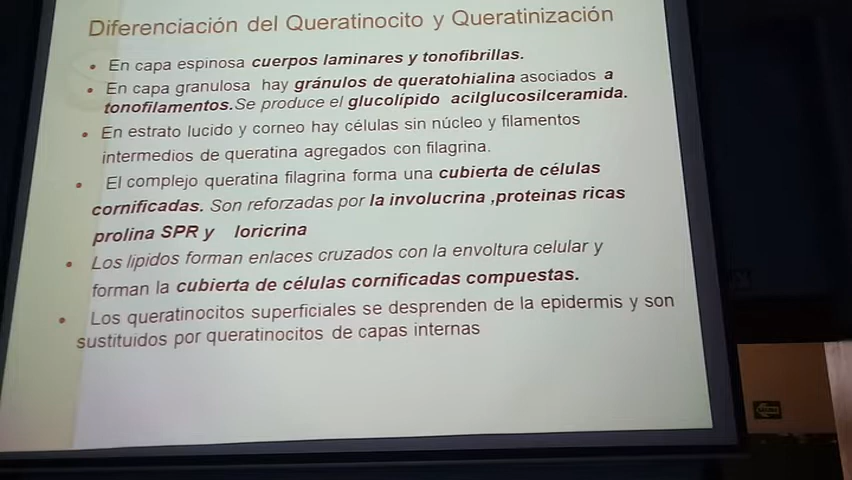 Diferenciación del Queratinocito y Queratinización
• En capa espinosa cuerpos laminares y tonofibrillas.
• En capa granulosa hay gránulos de queratohialina asociados a
tonofilamentos.Se produce el glucolípido acilglucosilceramida.
• En estrato lucido y corneo hay células sin núcleo y filamentos
intermedios de queratina agregados con filagrina.
• El complejo queratina filagrina forma una cubierta de células
cornificadas. Son reforzadas por la involucrina ,proteinas ricas
prolina SPR y loricrina
• Los lipidos forman enlaces cruzados con la envoltura celular y
forman la cubierta de células cornificadas compuestas.
• Los queratinocitos superficiales se desprenden de la epidermis y son
sustituidos por queratinocitos de capas internas